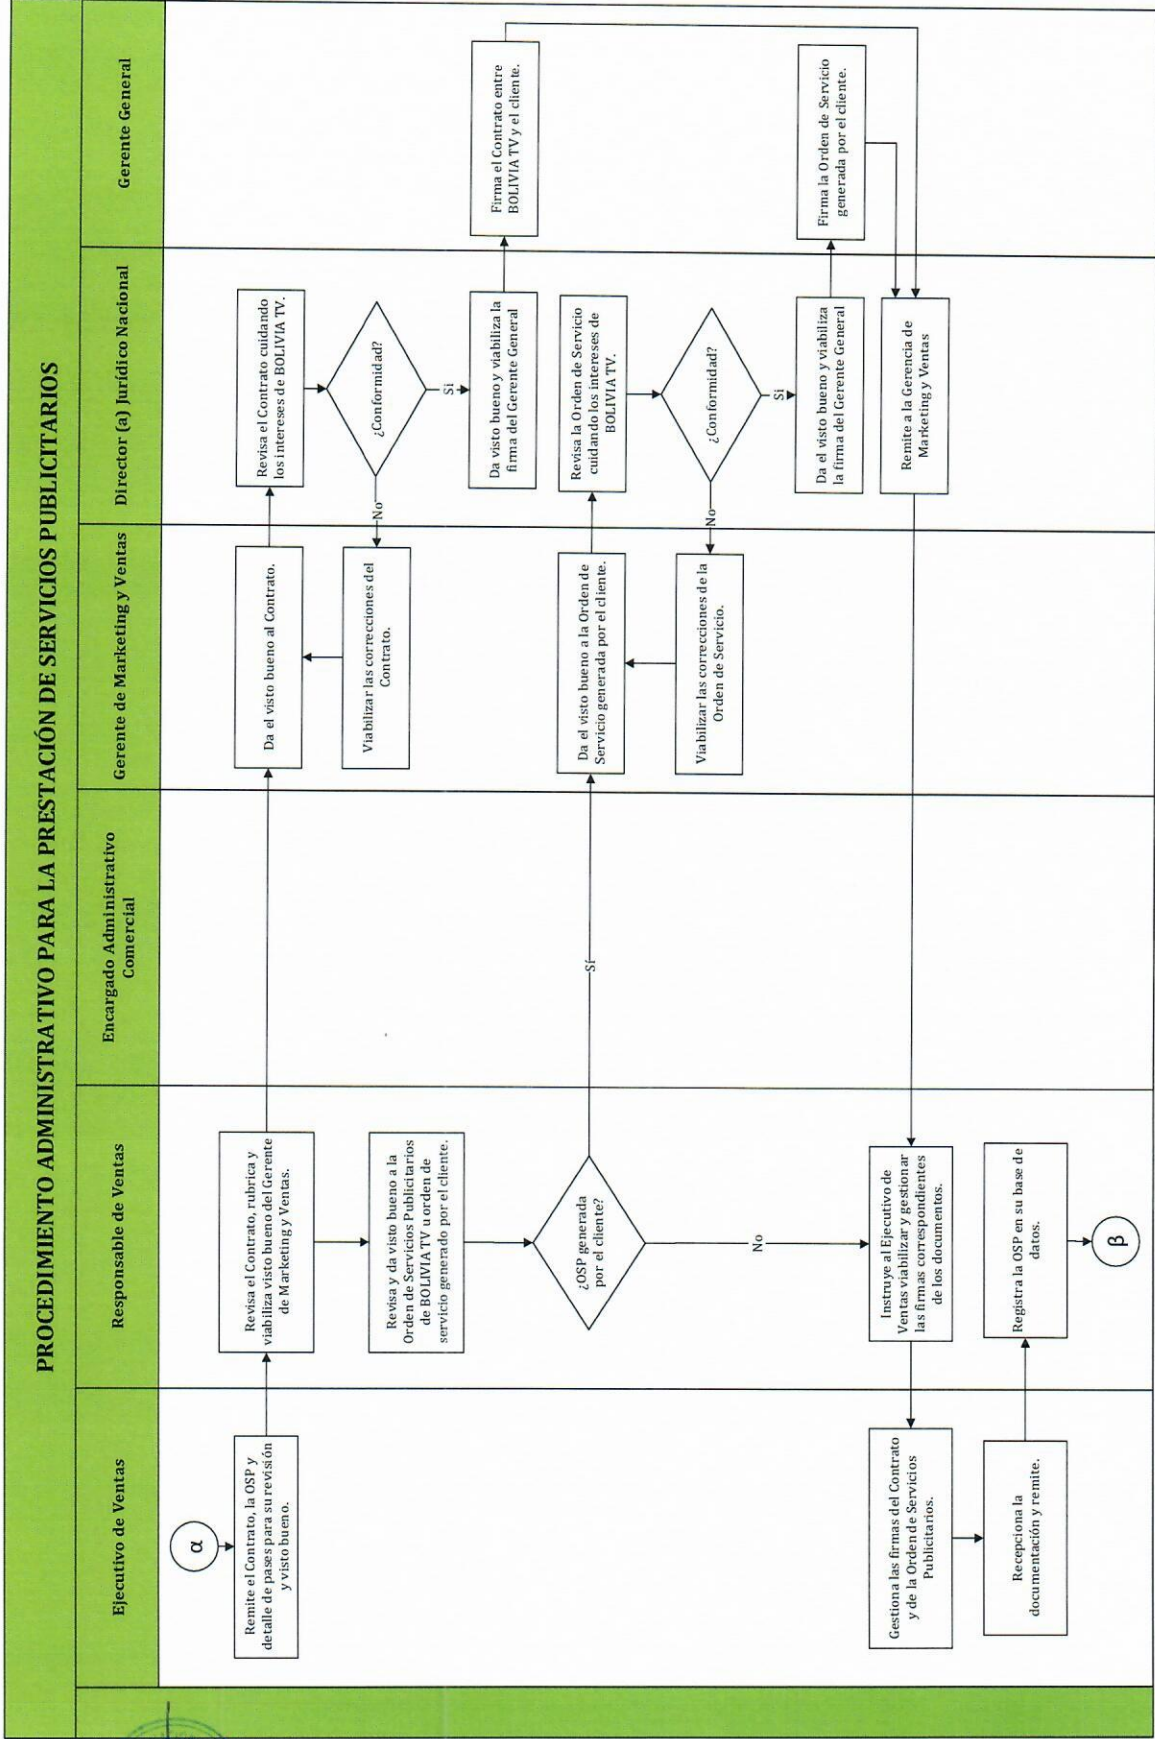 PROCEDIMIENTO ADMINISTRATIVO PARA LA PRESTACIÓN DE SERVICIOS PUBLICITARIOS
Ejecutivo de Ventas
Responsable de Ventas
Encargado Administrativo
Comercial
Gerente de Marketing y Ventas
Director (a) Jurídico Nacional
Gerente General
α
Remite el Contrato, la OSP y
detalle de pases para su revisión
y visto bueno.
Revisa el Contrato, rubrica y
viabiliza visto bueno del Gerente
de Marketing y Ventas.
Da el visto bueno al Contrato.
Revisa el Contrato cuidando
los intereses de BOLIVIA TV.
¿Conformidad?
No
Viabilizar las correcciones del
Contrato.
Si
Da visto bueno y viabiliza la
firma del Gerente General
Firma el Contrato entre
BOLIVIA TV y el cliente.
Revisa y da visto bueno a la
Orden de Servicios Publicitarios
de BOLIVIA TV u orden de
servicio generado por el cliente.
¿OSP generada
por el cliente?
Sí
Da el visto bueno a la Orden de
Servicio generada por el cliente.
Revisa la Orden de Servicio
cuidando los intereses de
BOLIVIA TV.
¿Conformidad?
No
Viabilizar las correcciones de la
Orden de Servicio.
Si
Da el visto bueno y viabiliza
la firma del Gerente General
Firma la Orden de Servicio
generada por el cliente.
No
Remite a la Gerencia de
Marketing y Ventas
Instruye al Ejecutivo de
Ventas viabilizar y gestionar
las firmas correspondientes
de los documentos.
Gestiona las firmas del Contrato
y de la Orden de Servicios
Publicitarios.
Recepciona la
documentación y remite.
Registra la OSP en su base de
datos.
β